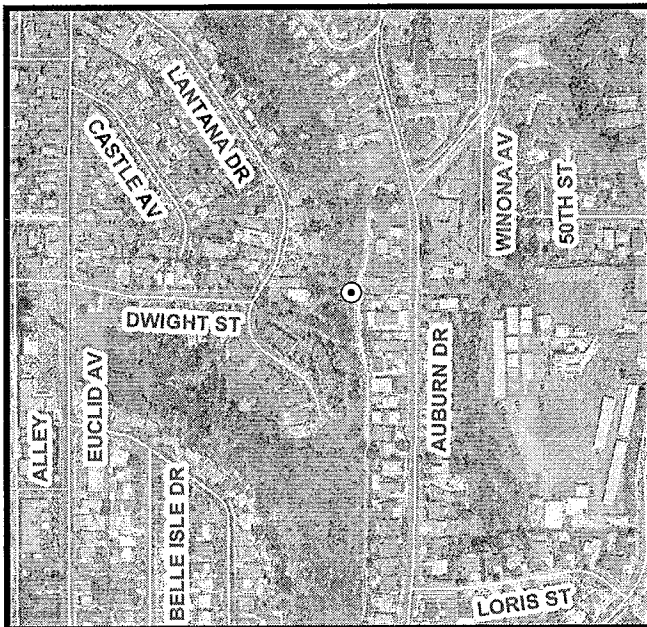 LANTANA DR
CASTLE AV
WINONA AV
50TH ST
DWIGHT ST
EUCLID AV
ALLEY
AUBURN DR
BELLE ISLE DR
LORIS ST